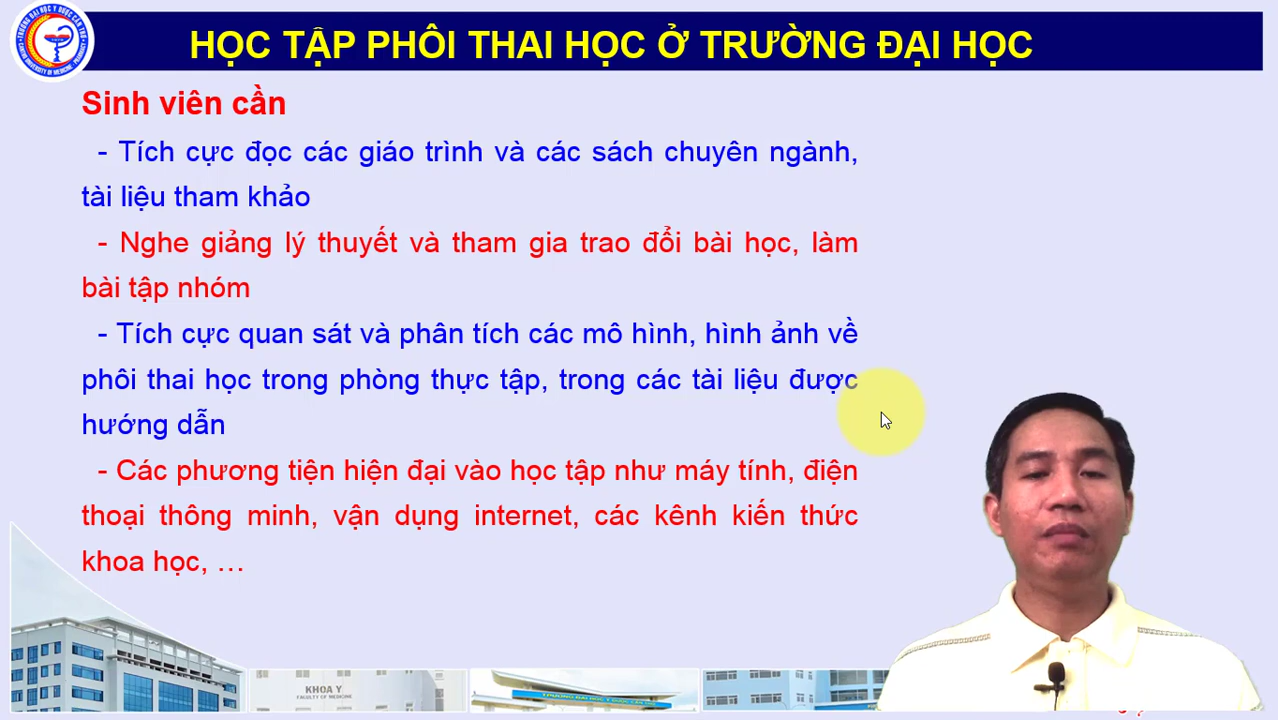 HỌC TẬP PHÔI THAI HỌC Ở TRƯỜNG ĐẠI HỌC
Sinh viên cần
- Tích cực đọc các giáo trình và các sách chuyên ngành,
tài liệu tham khảo
- Nghe giảng lý thuyết và tham gia trao đổi bài học, làm
bài tập nhóm
- Tích cực quan sát và phân tích các mô hình, hình ảnh về
phôi thai học trong phòng thực tập, trong các tài liệu được
hướng dẫn
- Các phương tiện hiện đại vào học tập như máy tính, điện
thoại thông minh, vận dụng internet, các kênh kiến thức
khoa học, …
KHOA Y
FACULTY OF MEDICINE